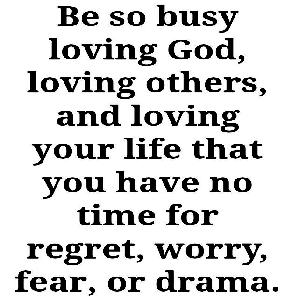 Be so busy
loving God,
loving others,
and loving
your life that
you have no
time for
regret, worry,
fear, or drama.